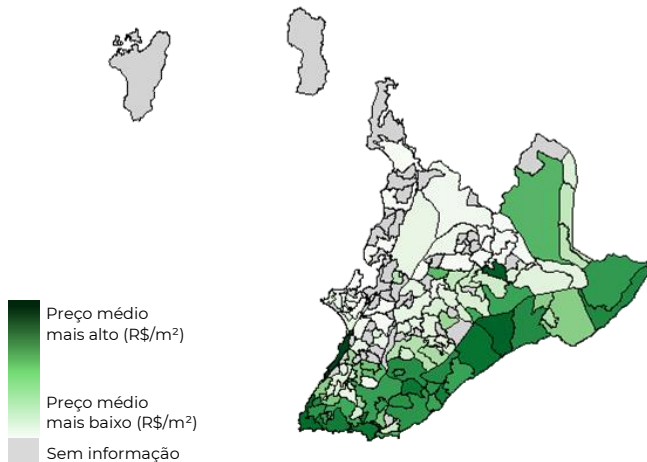 Preço médio
mais alto (R$/m²)
Preço médio
mais baixo (R$/m²)
Sem informação